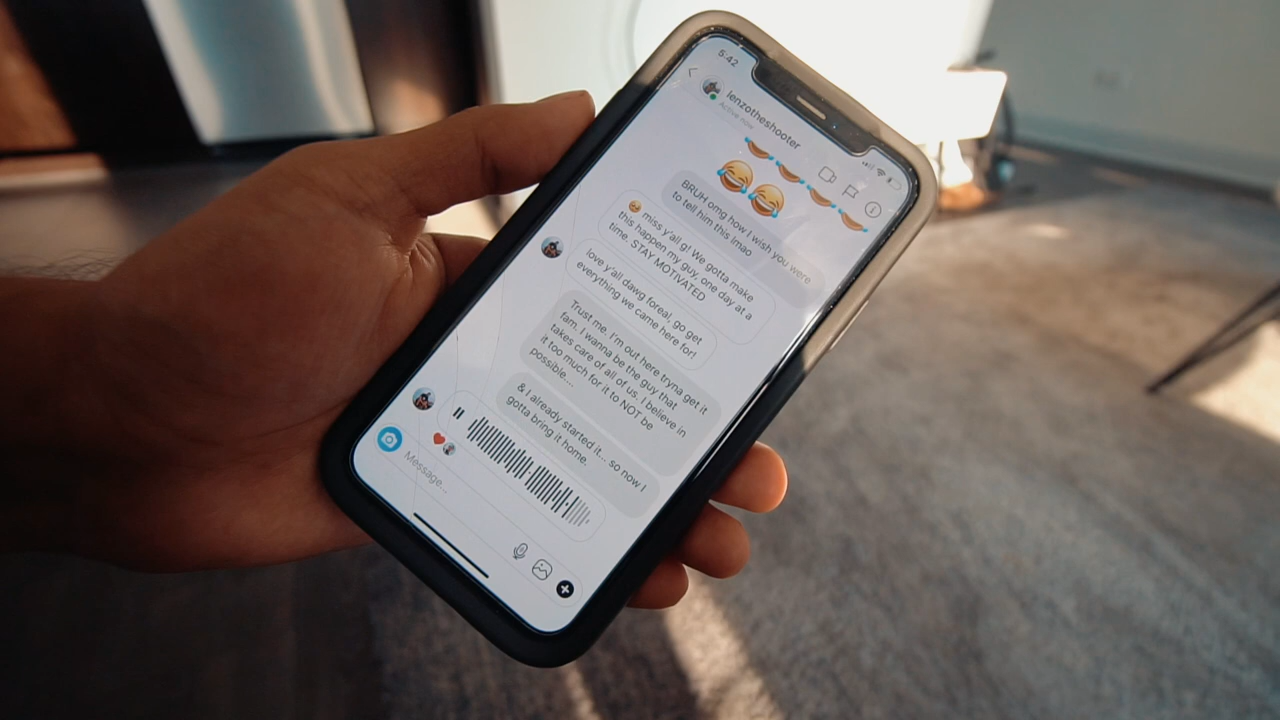 5:42
lenzotheshooter
Active now
BRUH omg how I wish you were
to tell him this lmao
miss y'all g! We gotta make
this happen my guy, one day at a
time. STAY MOTIVATED
love y'all dawg foreal, go get
everything we came here for!
Trust me. I'm out here tryna get it
fam. I wanna be the guy that
takes care of all of us. I believe in
it too much for it to NOT be
possible....
& I already started it... so now I
gotta bring it home.
Message...